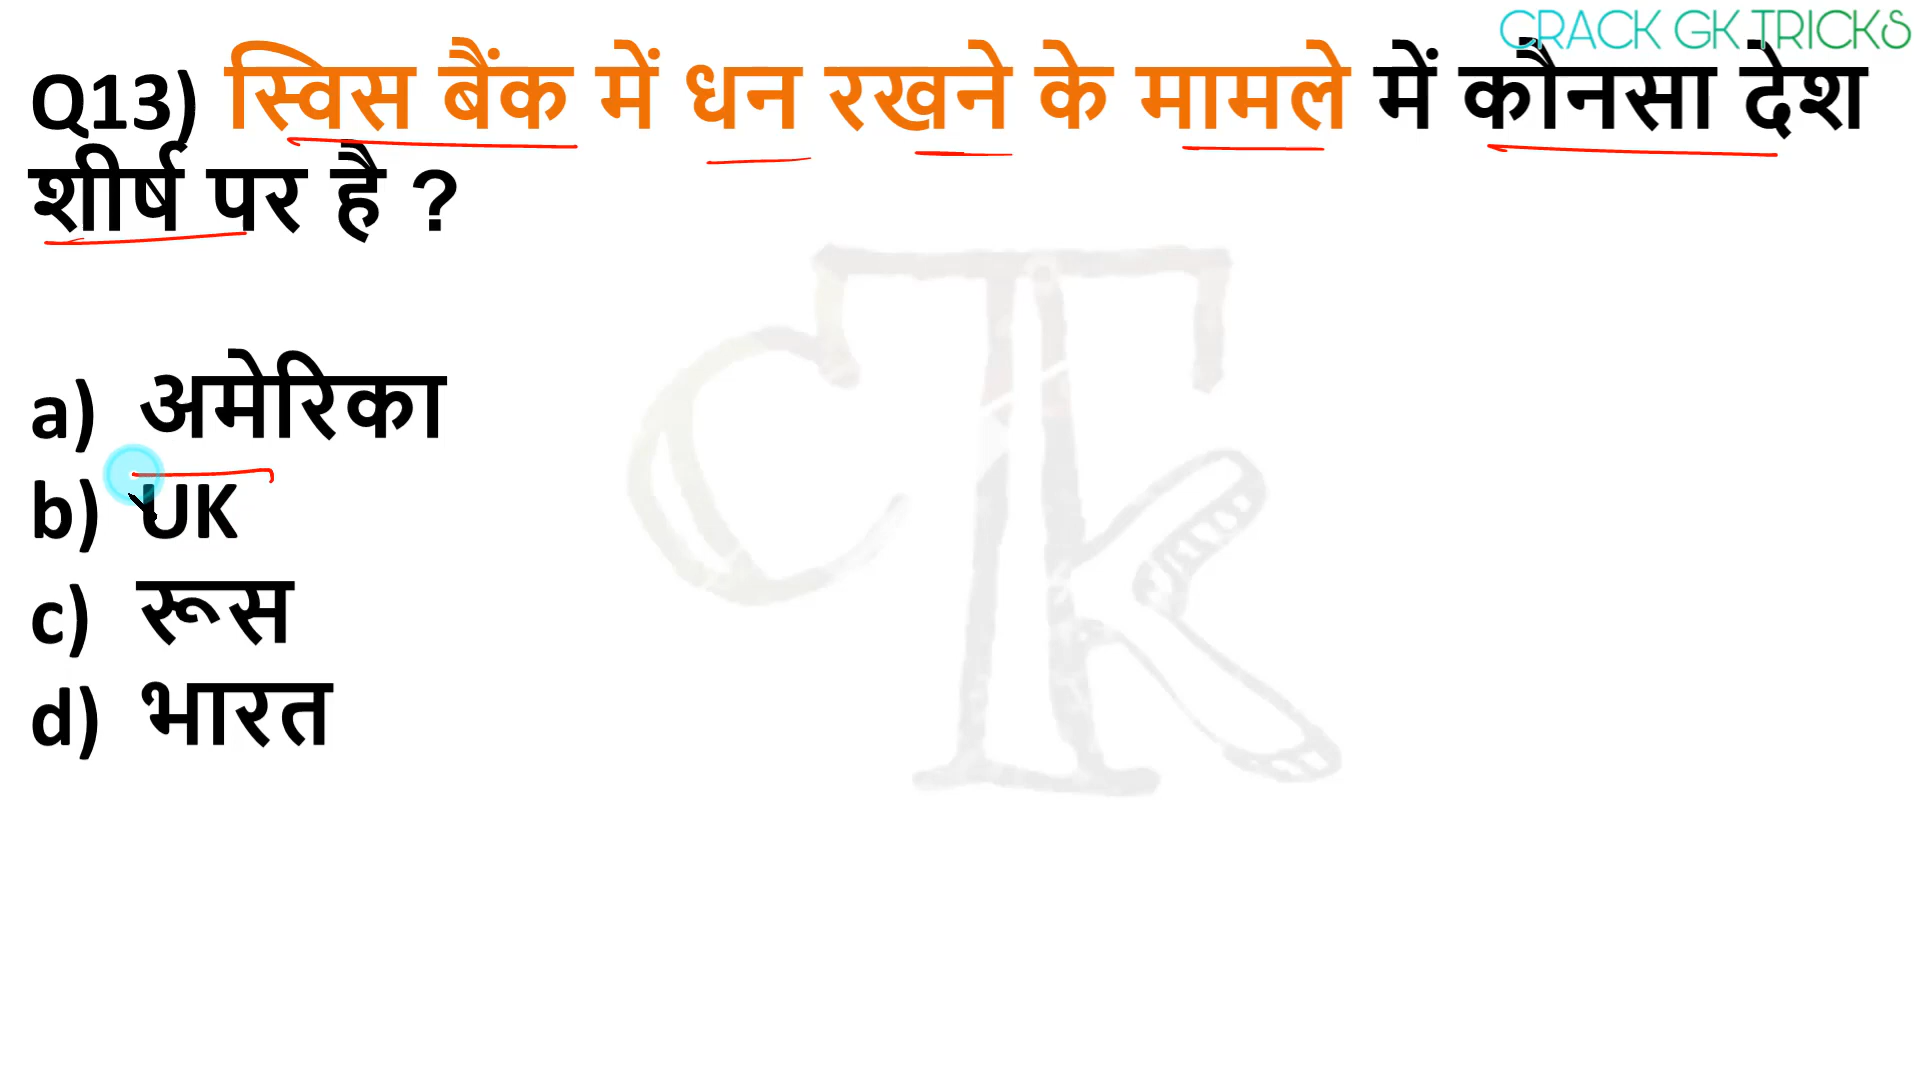 CRACK GK TRICKS
Q13) स्विस बैंक में धन रखने के मामले में कौनसा देश
शीर्ष पर है ?
a) अमेरिका
b) UK
c) रूस
d) भारत